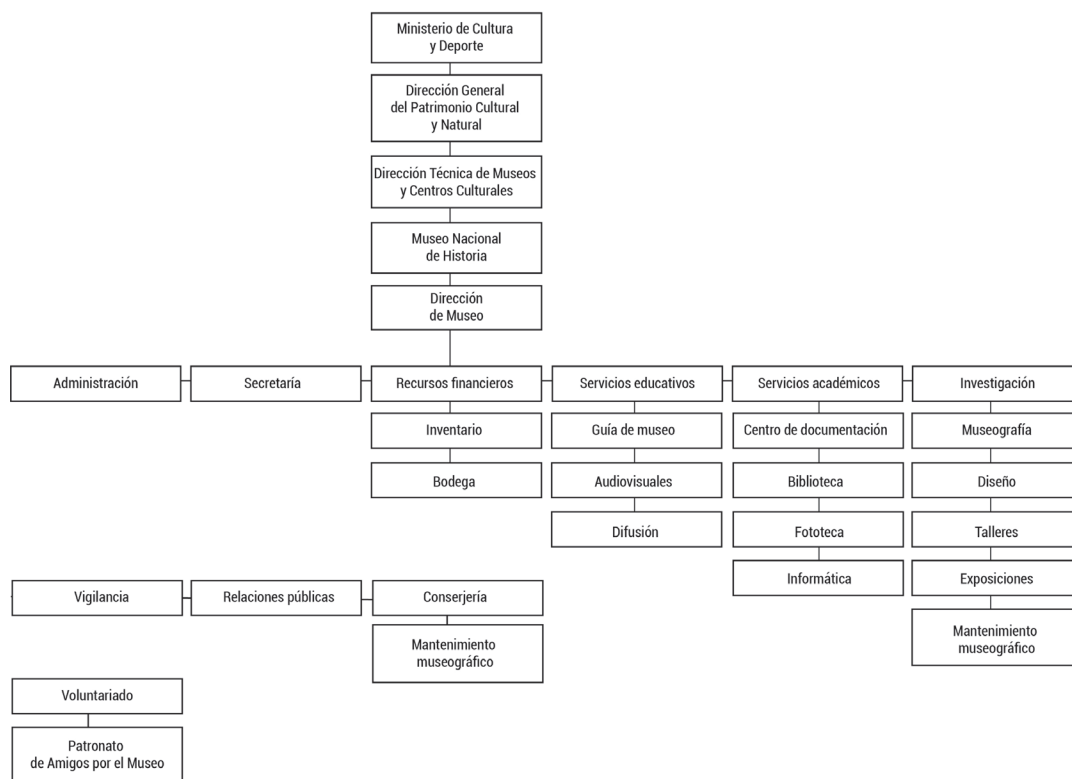 Ministerio de Cultura
y Deporte
Dirección General
del Patrimonio Cultural
y Natural
Dirección Técnica de Museos
y Centros Culturales
Museo Nacional
de Historia
Dirección
de Museo
Administración
Secretaría
Recursos financieros
Servicios educativos
Servicios académicos
Investigación
Inventario
Guía de museo
Centro de documentación
Museografía
Bodega
Audiovisuales
Biblioteca
Diseño
Difusión
Fototeca
Talleres
Informática
Exposiciones
Vigilancia
Relaciones públicas
Conserjería
Mantenimiento
museográfico
Mantenimiento
museográfico
Voluntariado
Patronato
de Amigos por el Museo